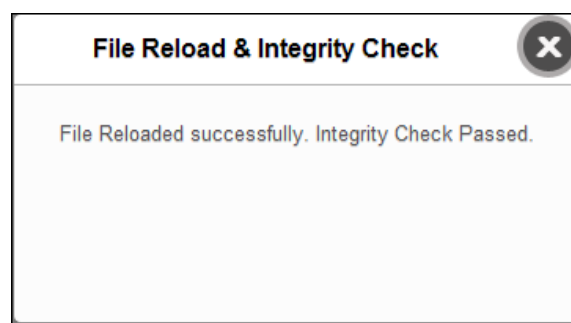 File Reload & Integrity Check
File Reloaded successfully. Integrity Check Passed.